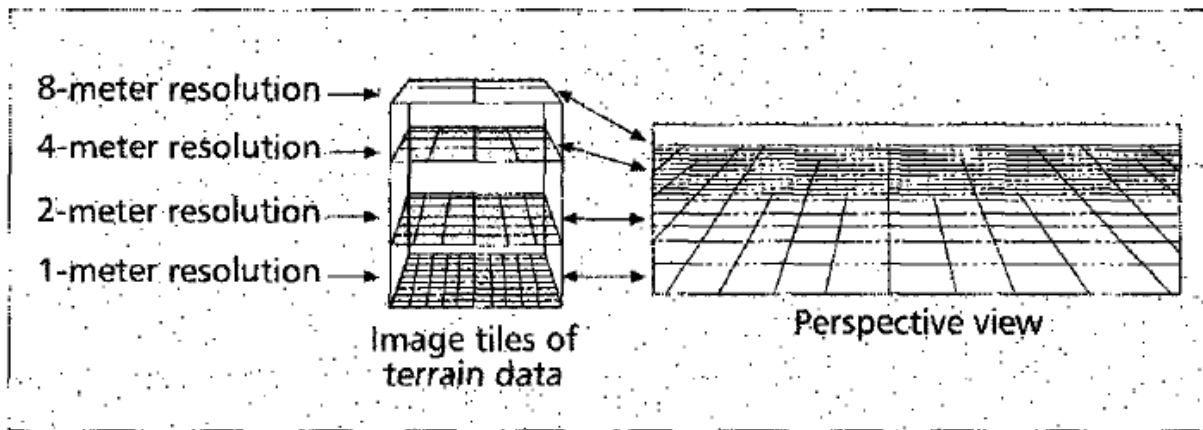 8-meter resolution
4-meter resolution
2-meter resolution
1-meter resolution
Image tiles of
terrain data
Perspective view